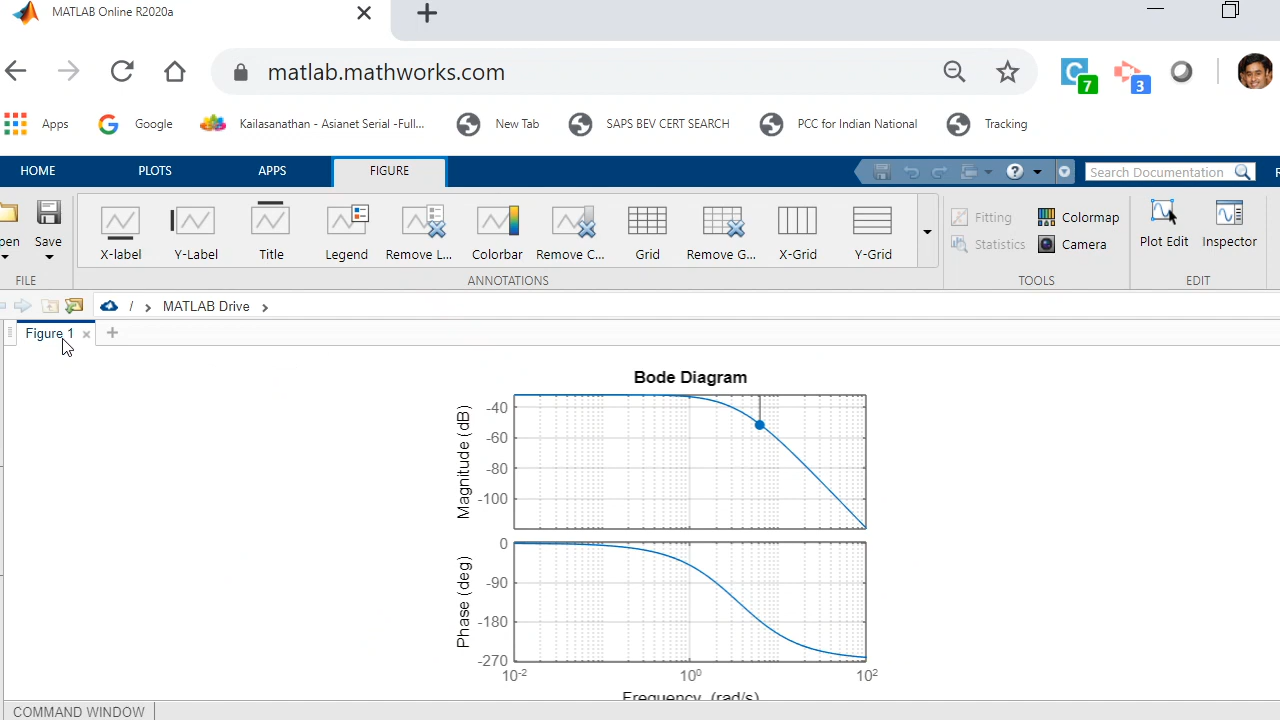 MATLAB Online R2020a
matlab.mathworks.com
7
3
Apps
Google
Kailasanathan - Asianet Serial -Full...
New Tab
SAPS BEV CERT SEARCH
PCC for Indian National
Tracking
HOME
PLOTS
APPS
FIGURE
?
Search Documentation
R
pen
Save
X-label
Y-Label
Title
Legend
Remove L...
Colorbar
Remove C...
Grid
Remove G...
X-Grid
Y-Grid
Fitting
Statistics
Colormap
Camera
Plot Edit
Inspector
FILE
ANNOTATIONS
TOOLS
EDIT
/ › MATLAB Drive ›
Figure 1
Bode Diagram
Magnitude (dB)
-40
-60
-80
-100
Phase (deg)
0
-90
-180
-270
10-2
100
102
Frequency (rad/s)
COMMAND WINDOW